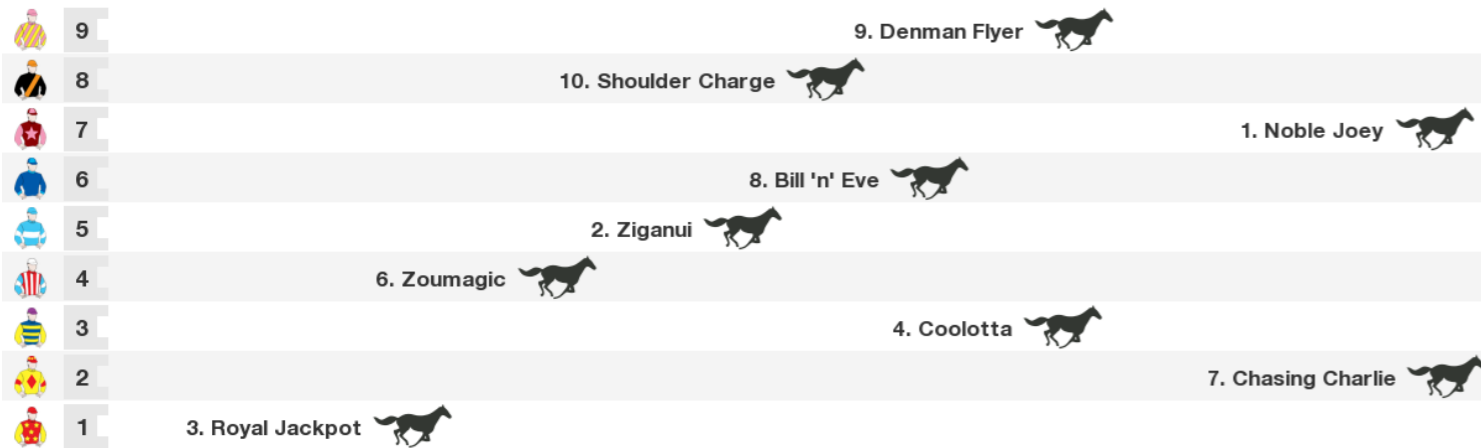 9 9. Denman Flyer
8 10. Shoulder Charge
7 1. Noble Joey
6 8. Bill 'n' Eve
5 2. Ziganui
4 6. Zoumagic
3 4. Coolotta
2 7. Chasing Charlie
1 3. Royal Jackpot